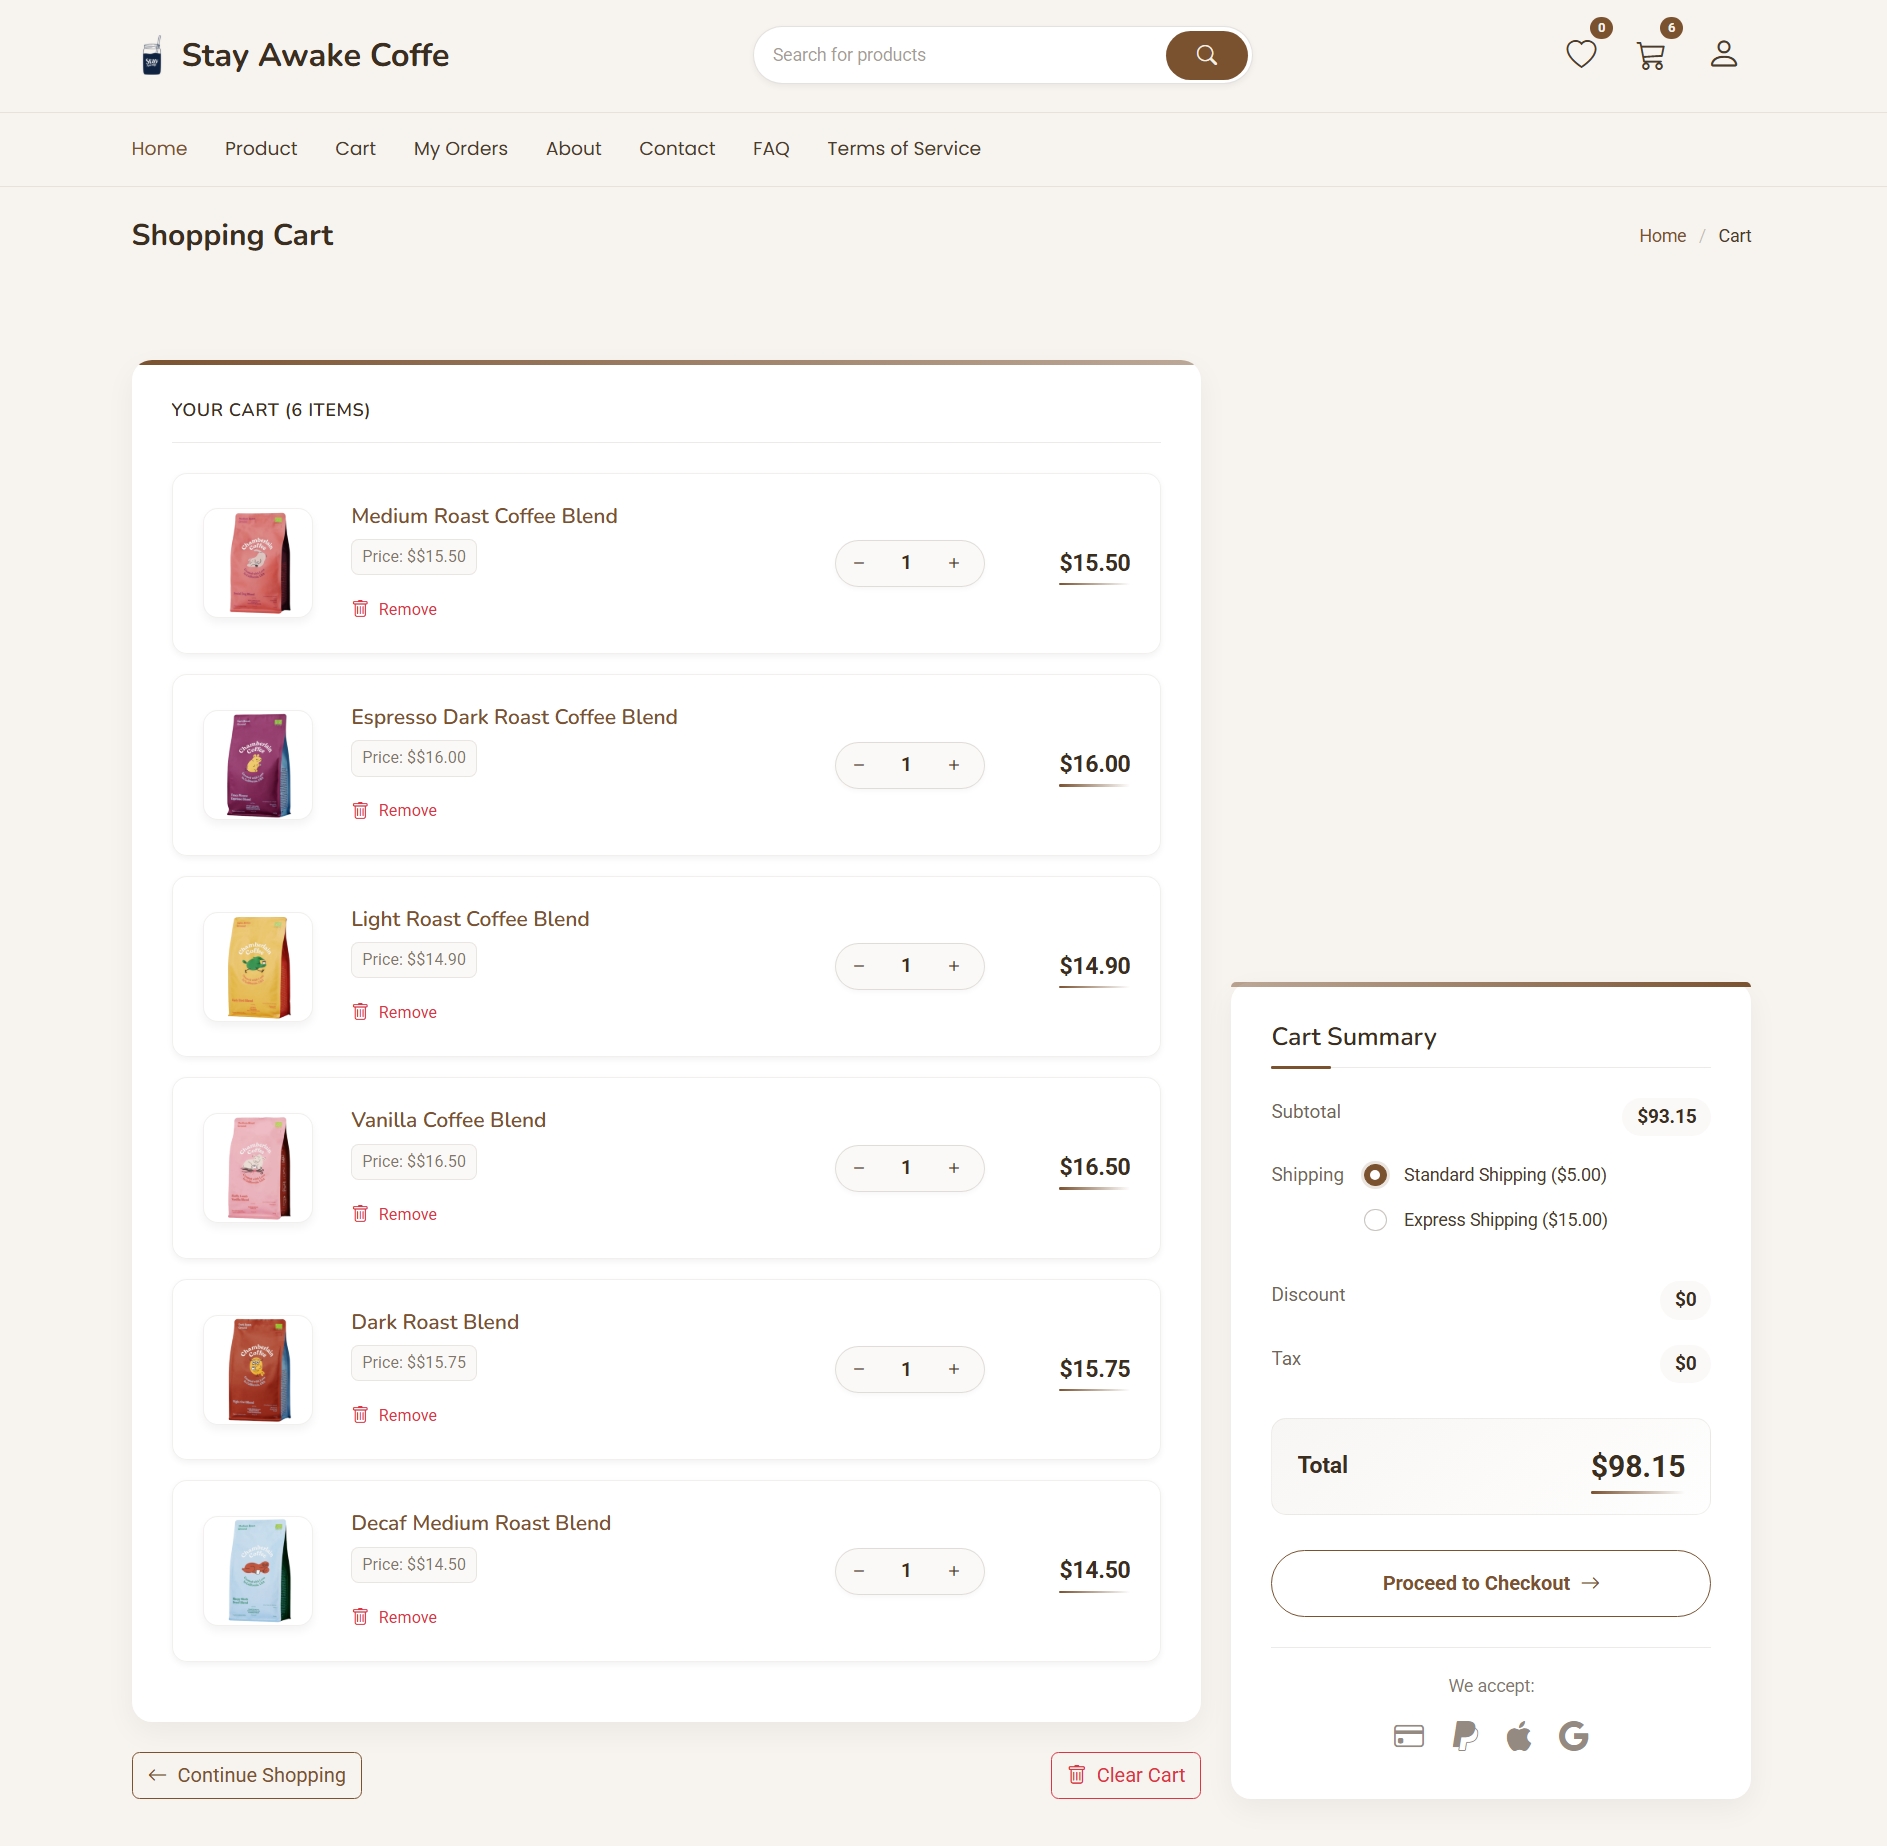 Stay Awake Coffe
Search for products
0
6
Home Product Cart My Orders About Contact FAQ Terms of Service
Shopping Cart
Home / Cart
YOUR CART (6 ITEMS)
Medium Roast Coffee Blend
Price: $$15.50
Remove
− 1 +
$15.50
Espresso Dark Roast Coffee Blend
Price: $$16.00
Remove
− 1 +
$16.00
Light Roast Coffee Blend
Price: $$14.90
Remove
− 1 +
$14.90
Vanilla Coffee Blend
Price: $$16.50
Remove
− 1 +
$16.50
Dark Roast Blend
Price: $$15.75
Remove
− 1 +
$15.75
Decaf Medium Roast Blend
Price: $$14.50
Remove
− 1 +
$14.50
← Continue Shopping
Clear Cart
Cart Summary
Subtotal $93.15
Shipping Standard Shipping ($5.00)
Express Shipping ($15.00)
Discount $0
Tax $0
Total $98.15
Proceed to Checkout →
We accept: